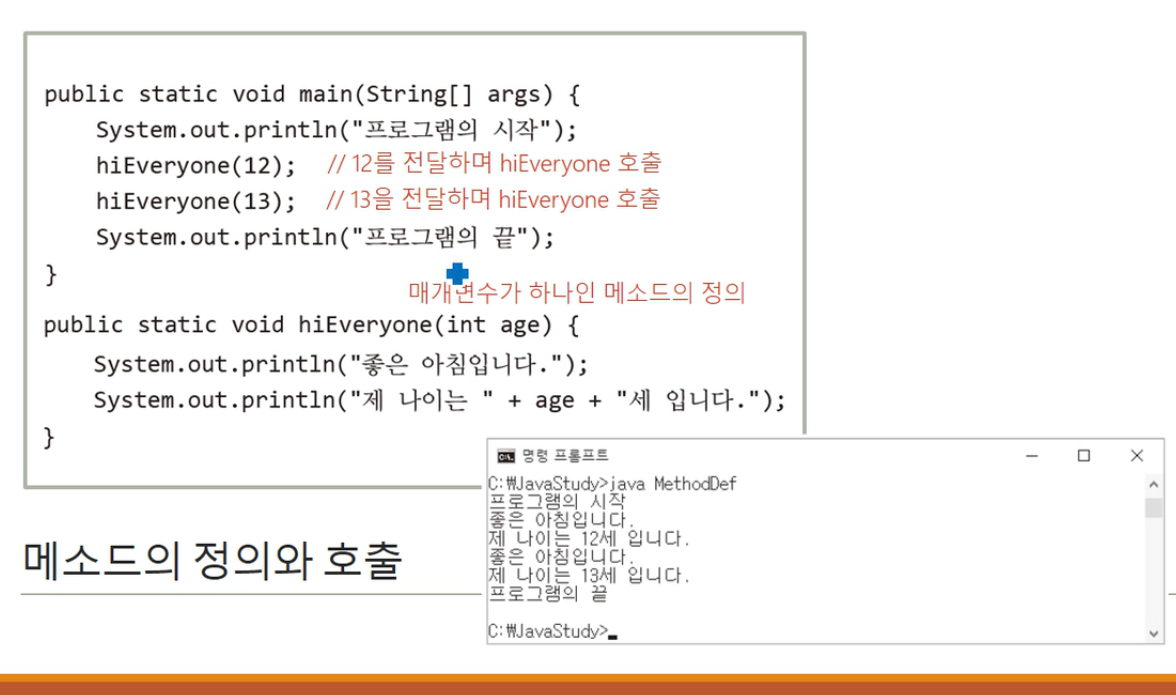 public static void main(String[] args) {
System.out.println("프로그램의 시작");
hiEveryone(12); // 12를 전달하며 hiEveryone 호출
hiEveryone(13); // 13을 전달하며 hiEveryone 호출
System.out.println("프로그램의 끝");
}
매개변수가 하나인 메소드의 정의
public static void hiEveryone(int age) {
System.out.println("좋은 아침입니다.");
System.out.println("제 나이는 " + age + "세 입니다.");
}
명령 프롬프트
C:₩JavaStudy>java MethodDef
프로그램의 시작
좋은 아침입니다.
제 나이는 12세 입니다.
좋은 아침입니다.
제 나이는 13세 입니다.
프로그램의 끝
C:₩JavaStudy>
메소드의 정의와 호출